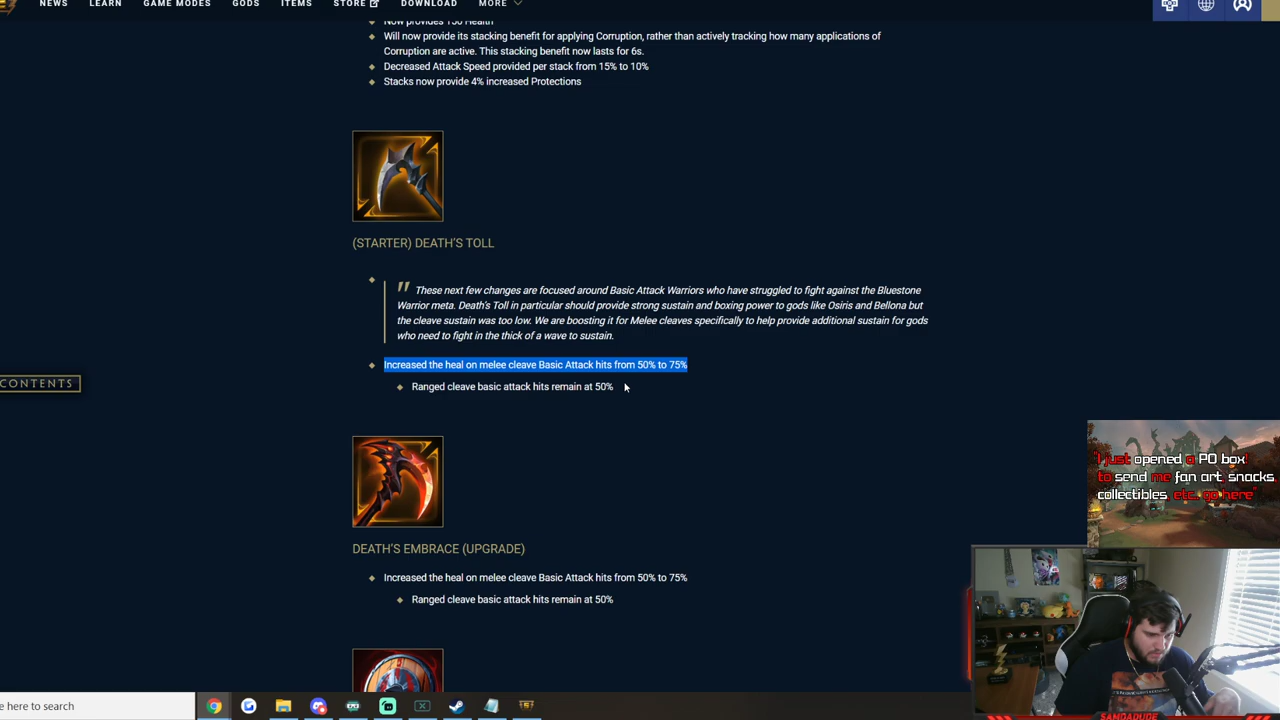 NEWS LEARN GAME MODES GODS ITEMS STORE DOWNLOAD MORE
Now provides 150 Health
Will now provide its stacking benefit for applying Corruption, rather than actively tracking how many applications of
Corruption are active. This stacking benefit now lasts for 6s.
Decreased Attack Speed provided per stack from 15% to 10%
Stacks now provide 4% increased Protections
(STARTER) DEATH'S TOLL
" These next few changes are focused around Basic Attack Warriors who have struggled to fight against the Bluestone
Warrior meta. Death's Toll in particular should provide strong sustain and boxing power to gods like Osiris and Bellona but
the cleave sustain was too low. We are boosting it for Melee cleaves specifically to help provide additional sustain for gods
who need to fight in the thick of a wave to sustain.
Increased the heal on melee cleave Basic Attack hits from 50% to 75%
Ranged cleave basic attack hits remain at 50%
CONTENTS
DEATH'S EMBRACE (UPGRADE)
Increased the heal on melee cleave Basic Attack hits from 50% to 75%
Ranged cleave basic attack hits remain at 50%
"I just opened a PO box!
to send me fan art, snacks,
collectibles, etc. go here"
e here to search
SANGADUDE